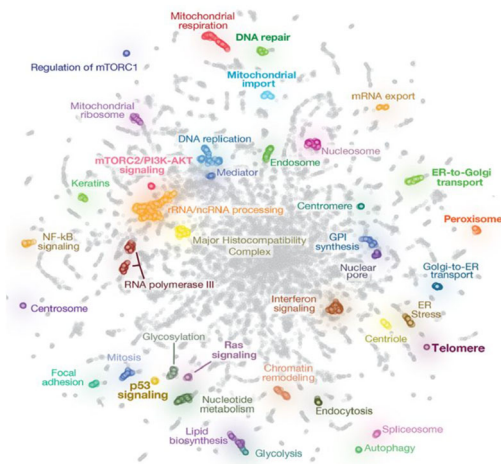 Mitochondrial
respiration
DNA repair
Regulation of mTORC1
Mitochondrial
import
mRNA export
Mitochondrial
ribosome
DNA replication
Nucleosome
Endosome
mTORC2/PI3K-AKT
signaling
Mediator
ER-to-Golgi
transport
Keratins
rRNA/ncRNA processing
Centromere
Peroxisome
NF-kB
signaling
Major Histocompatibility
Complex
GPI
synthesis
Nuclear
pore
Golgi-to-ER
transport
RNA polymerase III
Centrosome
Interferon
signaling
ER
Stress
Centriole
Telomere
Glycosylation
Ras
signaling
Mitosis
Focal
adhesion
p53
signaling
Chromatin
remodeling
Nucleotide
metabolism
Endocytosis
Lipid
biosynthesis
Glycolysis
Spliceosome
Autophagy